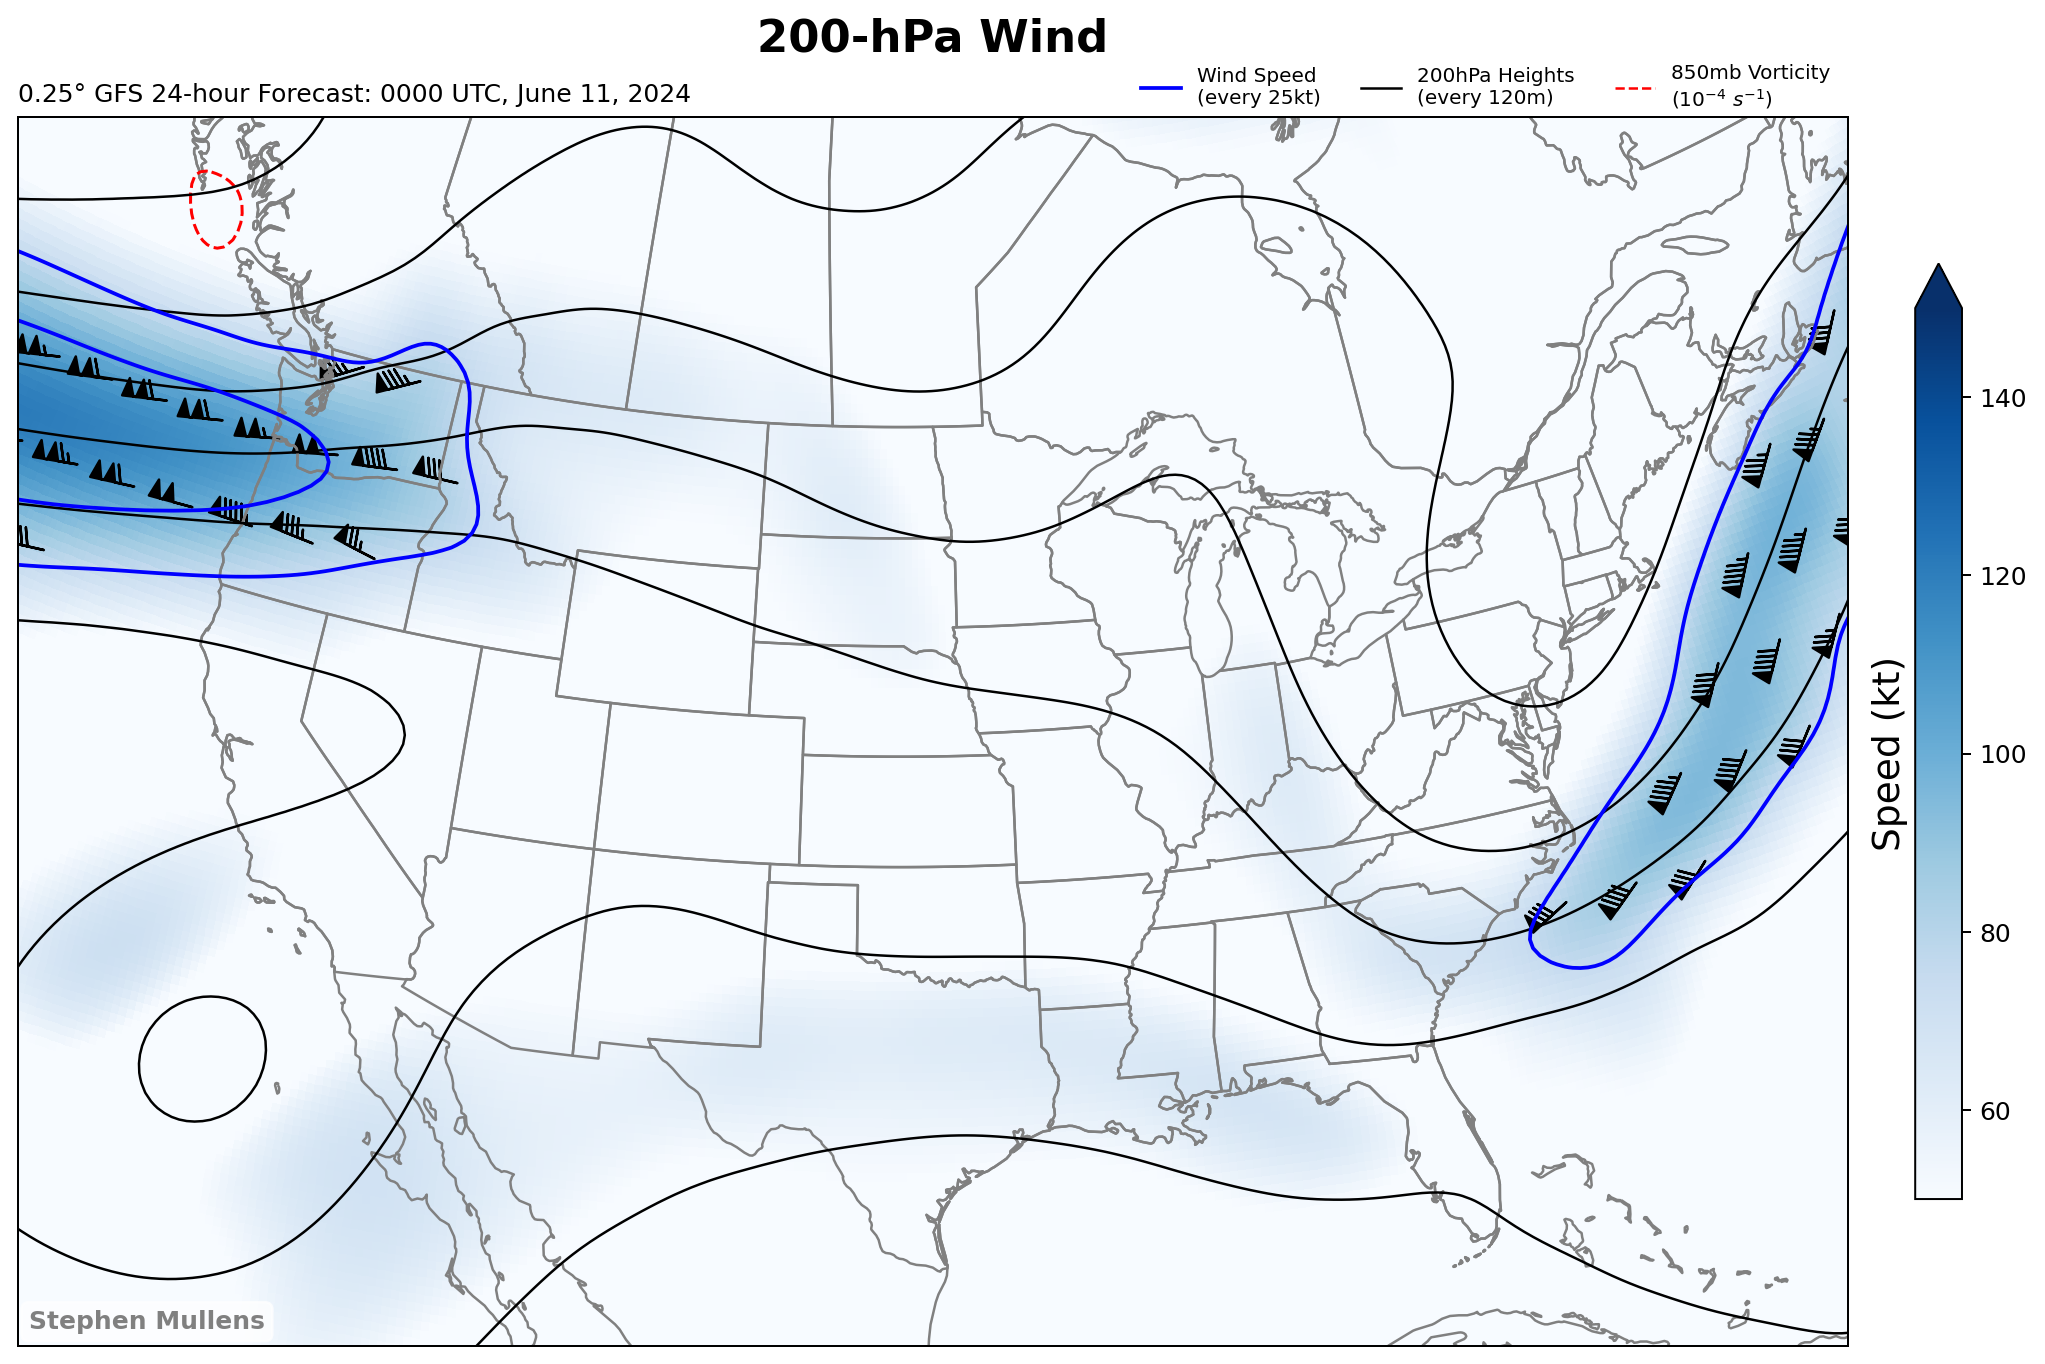 200-hPa Wind
0.25° GFS 24-hour Forecast: 0000 UTC, June 11, 2024
Wind Speed
(every 25kt)
200hPa Heights
(every 120m)
850mb Vorticity
(10⁻⁴ s⁻¹)
140
120
100
80
60
Speed (kt)
Stephen Mullens